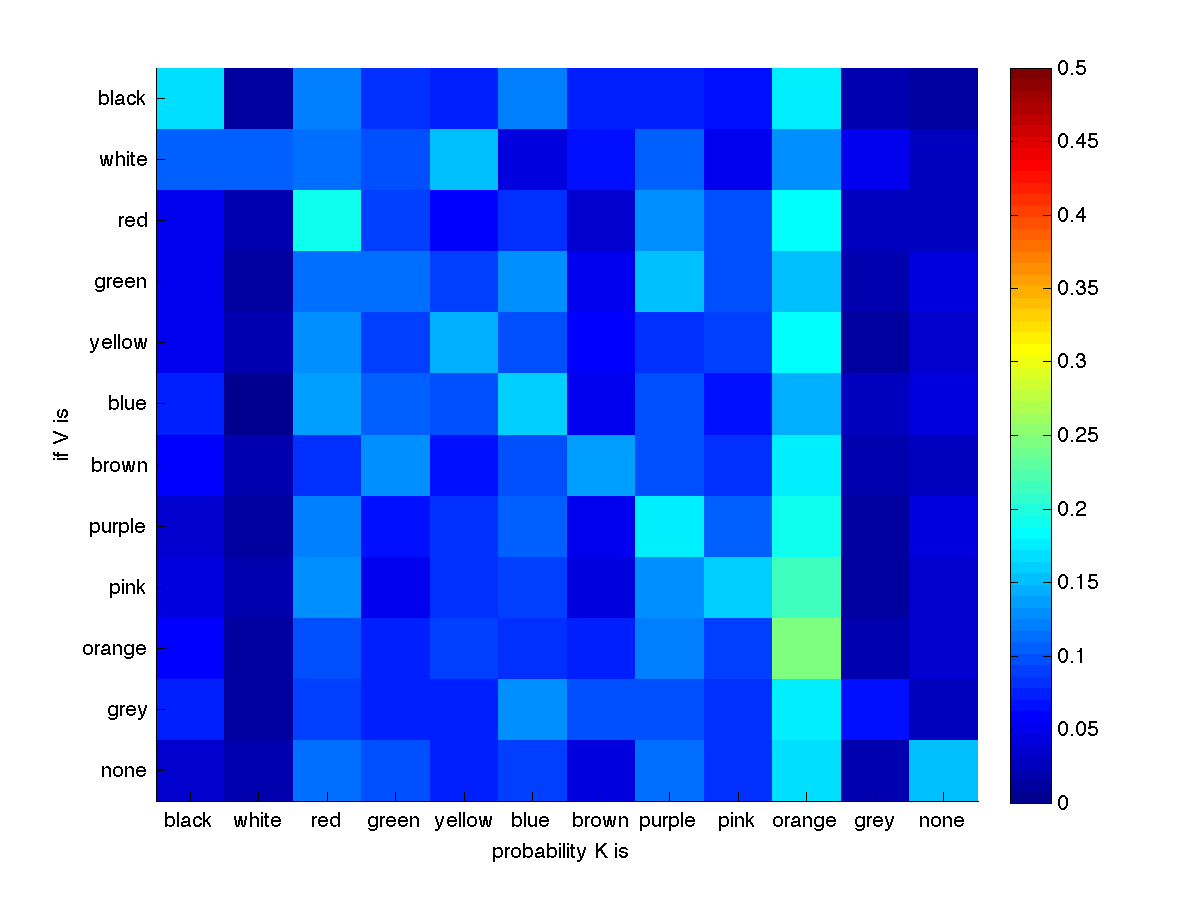 black
white
red
green
yellow
blue
brown
purple
pink
orange
grey
none
if V is
black white red green yellow blue brown purple pink orange grey none
probability K is
0.5
0.45
0.4
0.35
0.3
0.25
0.2
0.15
0.1
0.05
0